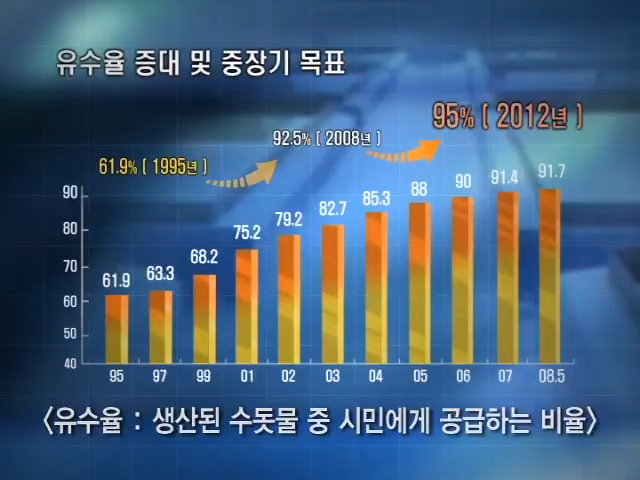 유수율 증대 및 중장기 목표
95% ( 2012년 )
92.5% ( 2008년 )
61.9% ( 1995년 )
61.9 63.3 68.2 75.2 79.2 82.7 85.3 88 90 91.4 91.7
90
80
70
60
50
40
95 97 99 01 02 03 04 05 06 07 08.5
<유수율 : 생산된 수돗물 중 시민에게 공급하는 비율>